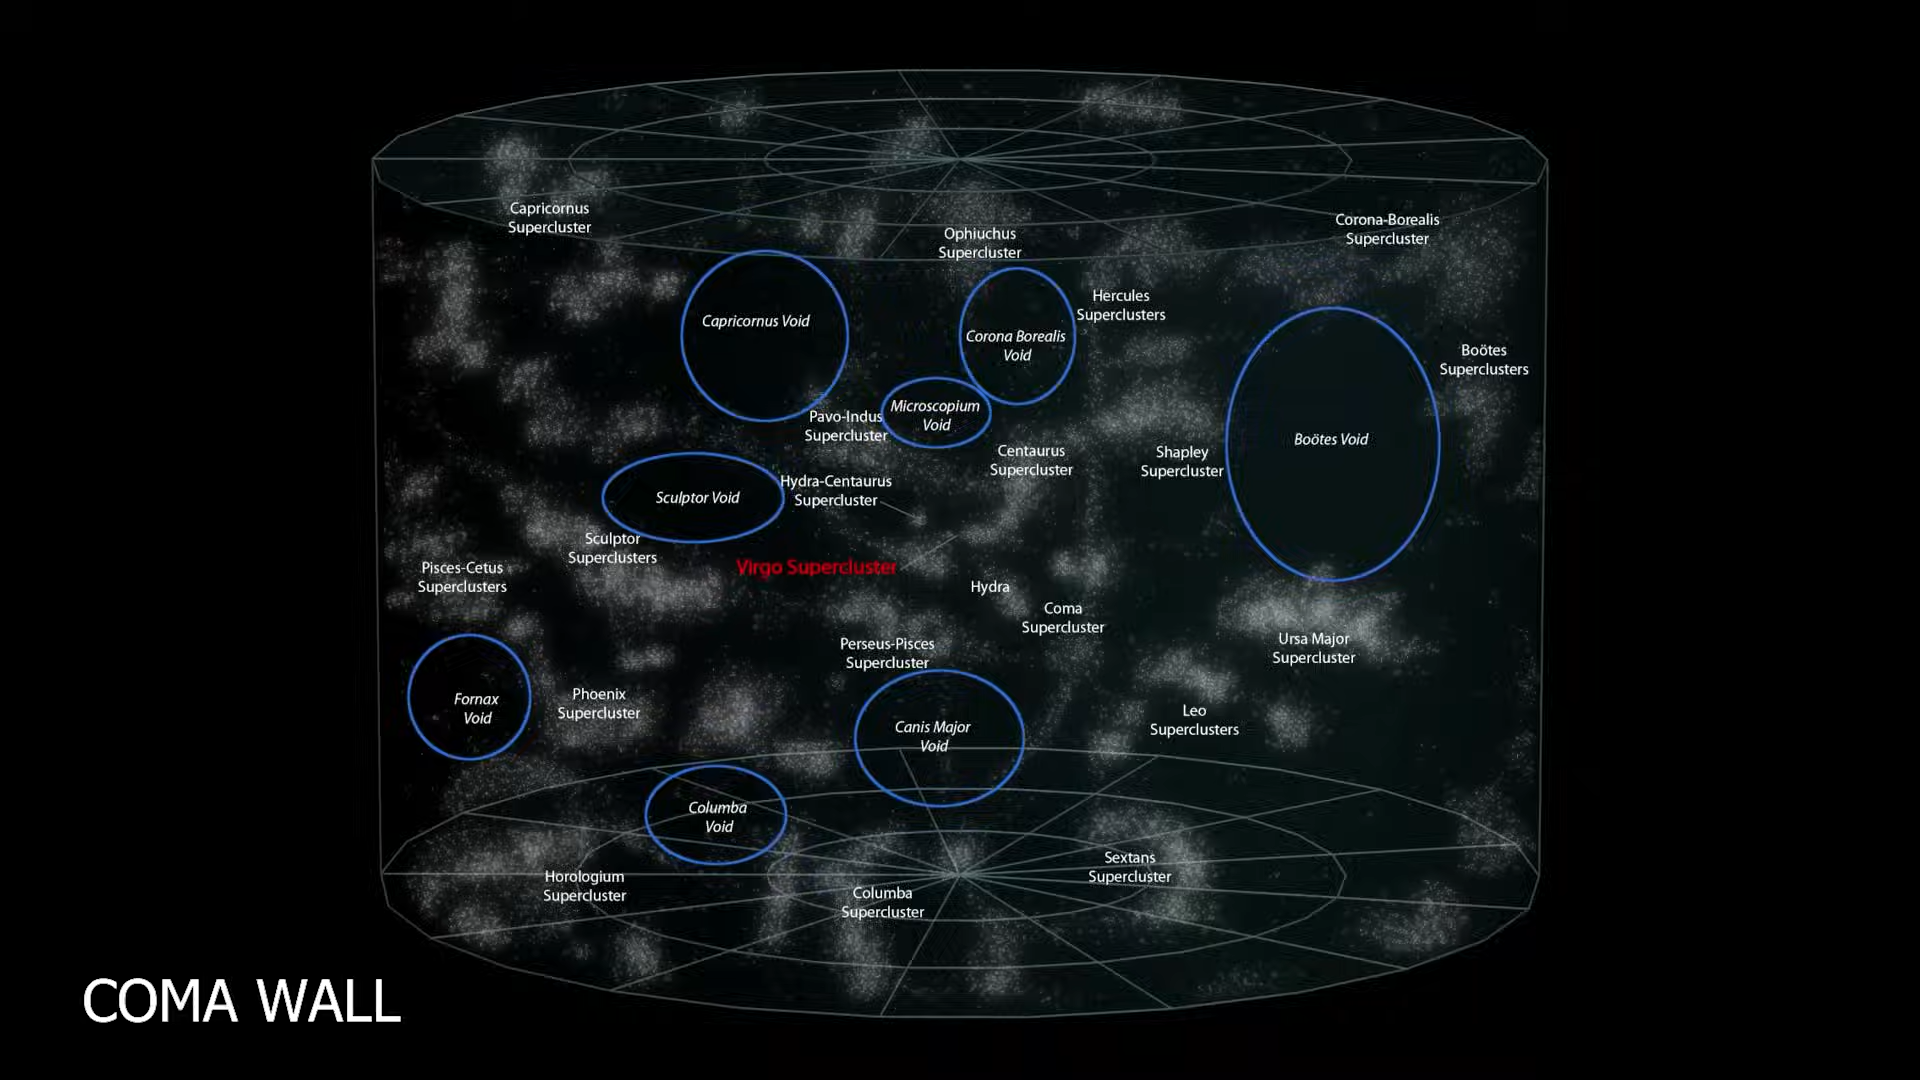 Capricornus
Supercluster
Ophiuchus
Supercluster
Corona-Borealis
Supercluster
Capricornus Void
Hercules
Superclusters
Corona Borealis
Void
Boötes
Superclusters
Pavo-Indus
Supercluster
Microscopium
Void
Centaurus
Supercluster
Shapley
Supercluster
Boötes Void
Sculptor Void
Hydra-Centaurus
Supercluster
Sculptor
Superclusters
Pisces-Cetus
Superclusters
Virgo Supercluster
Hydra
Coma
Supercluster
Perseus-Pisces
Supercluster
Ursa Major
Supercluster
Fornax
Void
Phoenix
Supercluster
Canis Major
Void
Leo
Superclusters
Columba
Void
Horologium
Supercluster
Columba
Supercluster
Sextans
Supercluster
COMA WALL